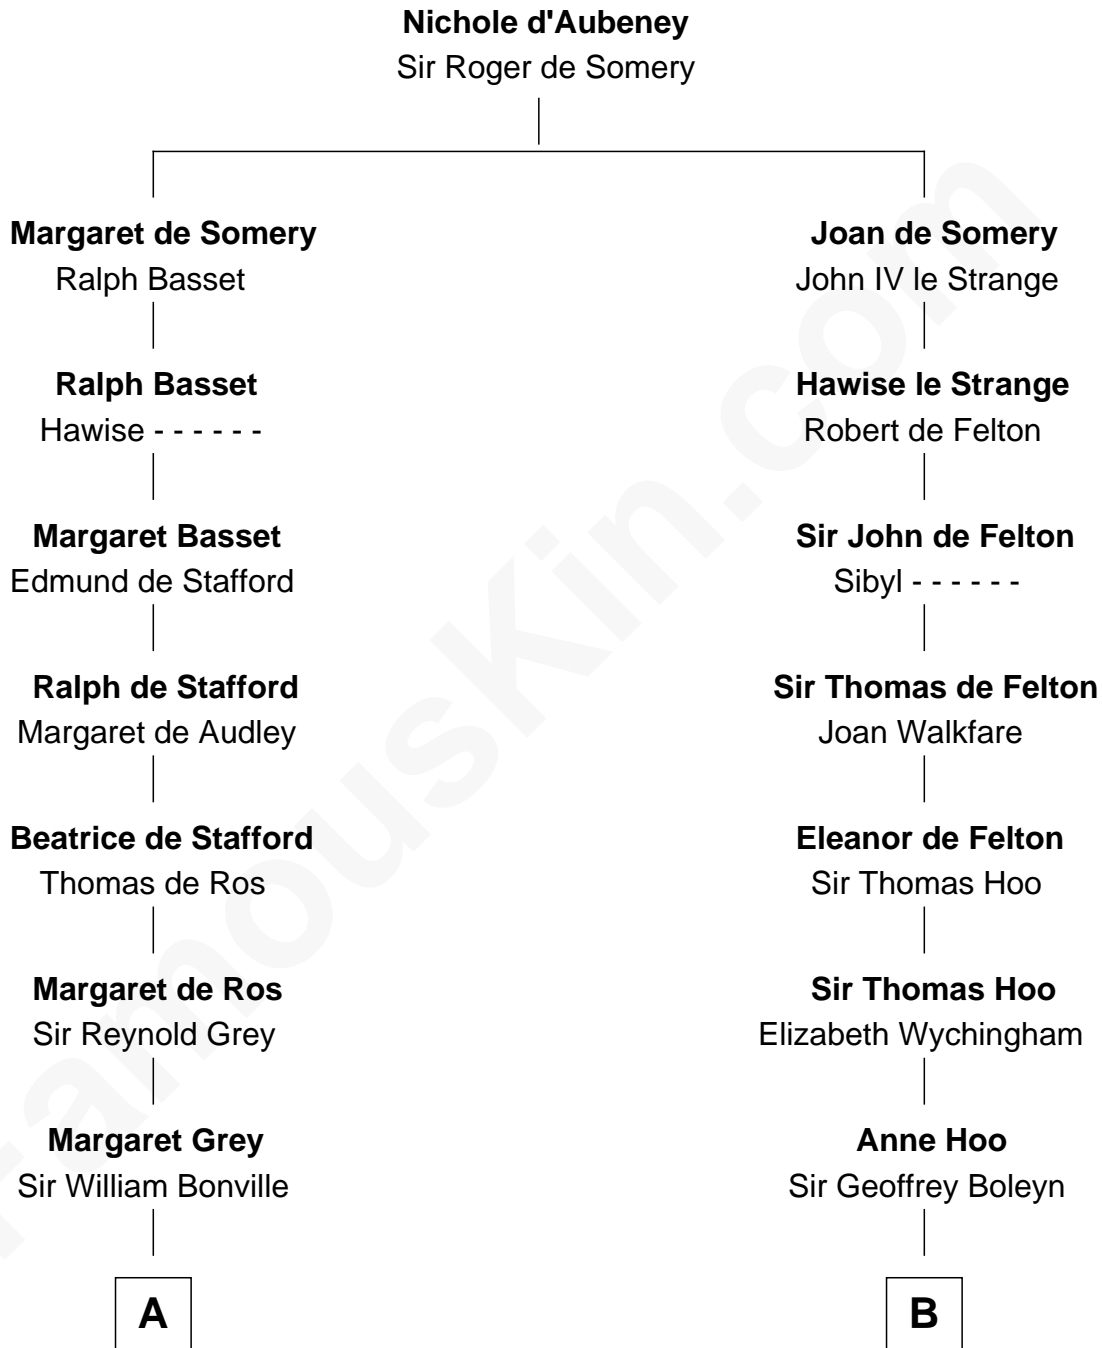 Nichole d'Aubeney
Sir Roger de Somery
Margaret de Somery
Ralph Basset
Ralph Basset
Hawise - - - - - -
Margaret Basset
Edmund de Stafford
Ralph de Stafford
Margaret de Audley
Beatrice de Stafford
Thomas de Ros
Margaret de Ros
Sir Reynold Grey
Margaret Grey
Sir William Bonville
A
Joan de Somery
John IV le Strange
Hawise le Strange
Robert de Felton
Sir John de Felton
Sibyl - - - - - -
Sir Thomas de Felton
Joan Walkfare
Eleanor de Felton
Sir Thomas Hoo
Sir Thomas Hoo
Elizabeth Wychingham
Anne Hoo
Sir Geoffrey Boleyn
B
FamousKin.com